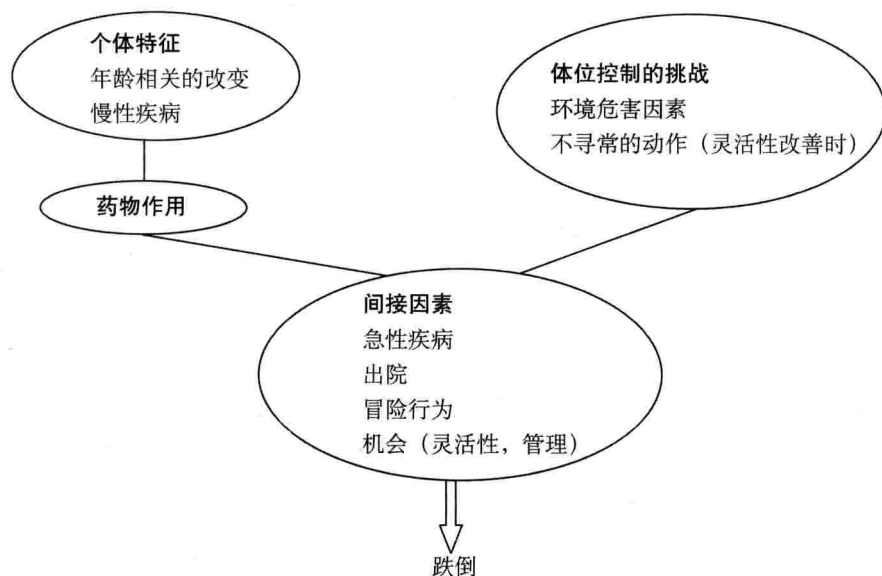 个体特征
年龄相关的改变
慢性疾病
药物作用
体位控制的挑战
环境危害因素
不寻常的动作（灵活性改善时）
间接因素
急性疾病
出院
冒险行为
机会（灵活性，管理）
跌倒